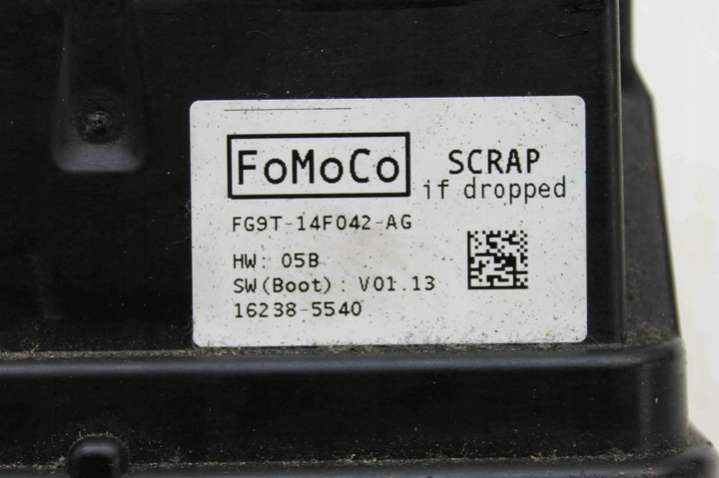 FoMoCo
SCRAP
if dropped
FG9T-14F042-AG
HW: 05B
SW(Boot): V01.13
16238-5540